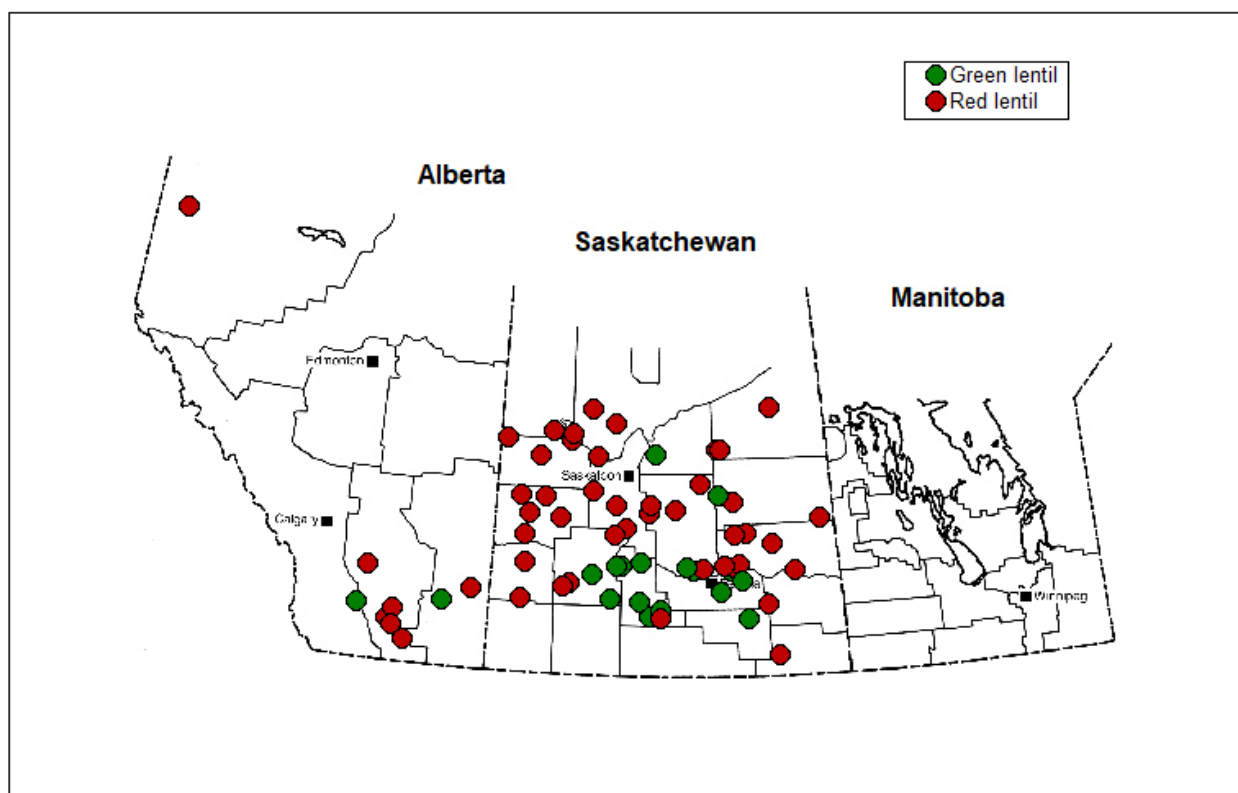 Green lentil
Red lentil
Alberta
Saskatchewan
Manitoba
Edmonton
Saskatoon
Calgary
Winnipeg